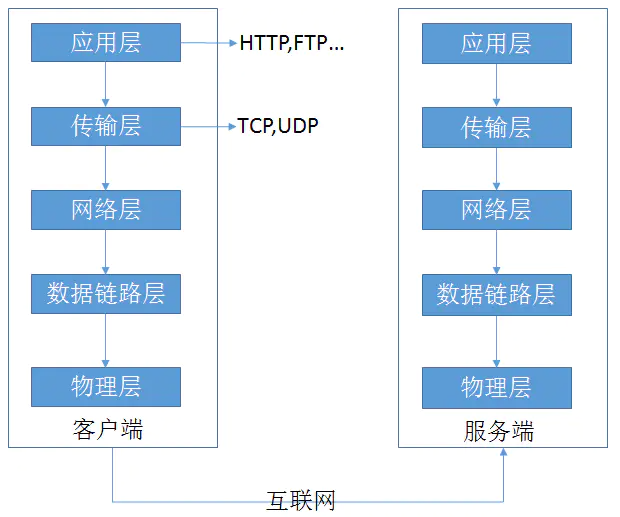 应用层
HTTP,FTP...
传输层
TCP,UDP
网络层
数据链路层
物理层
客户端
应用层
传输层
网络层
数据链路层
物理层
服务端
互联网